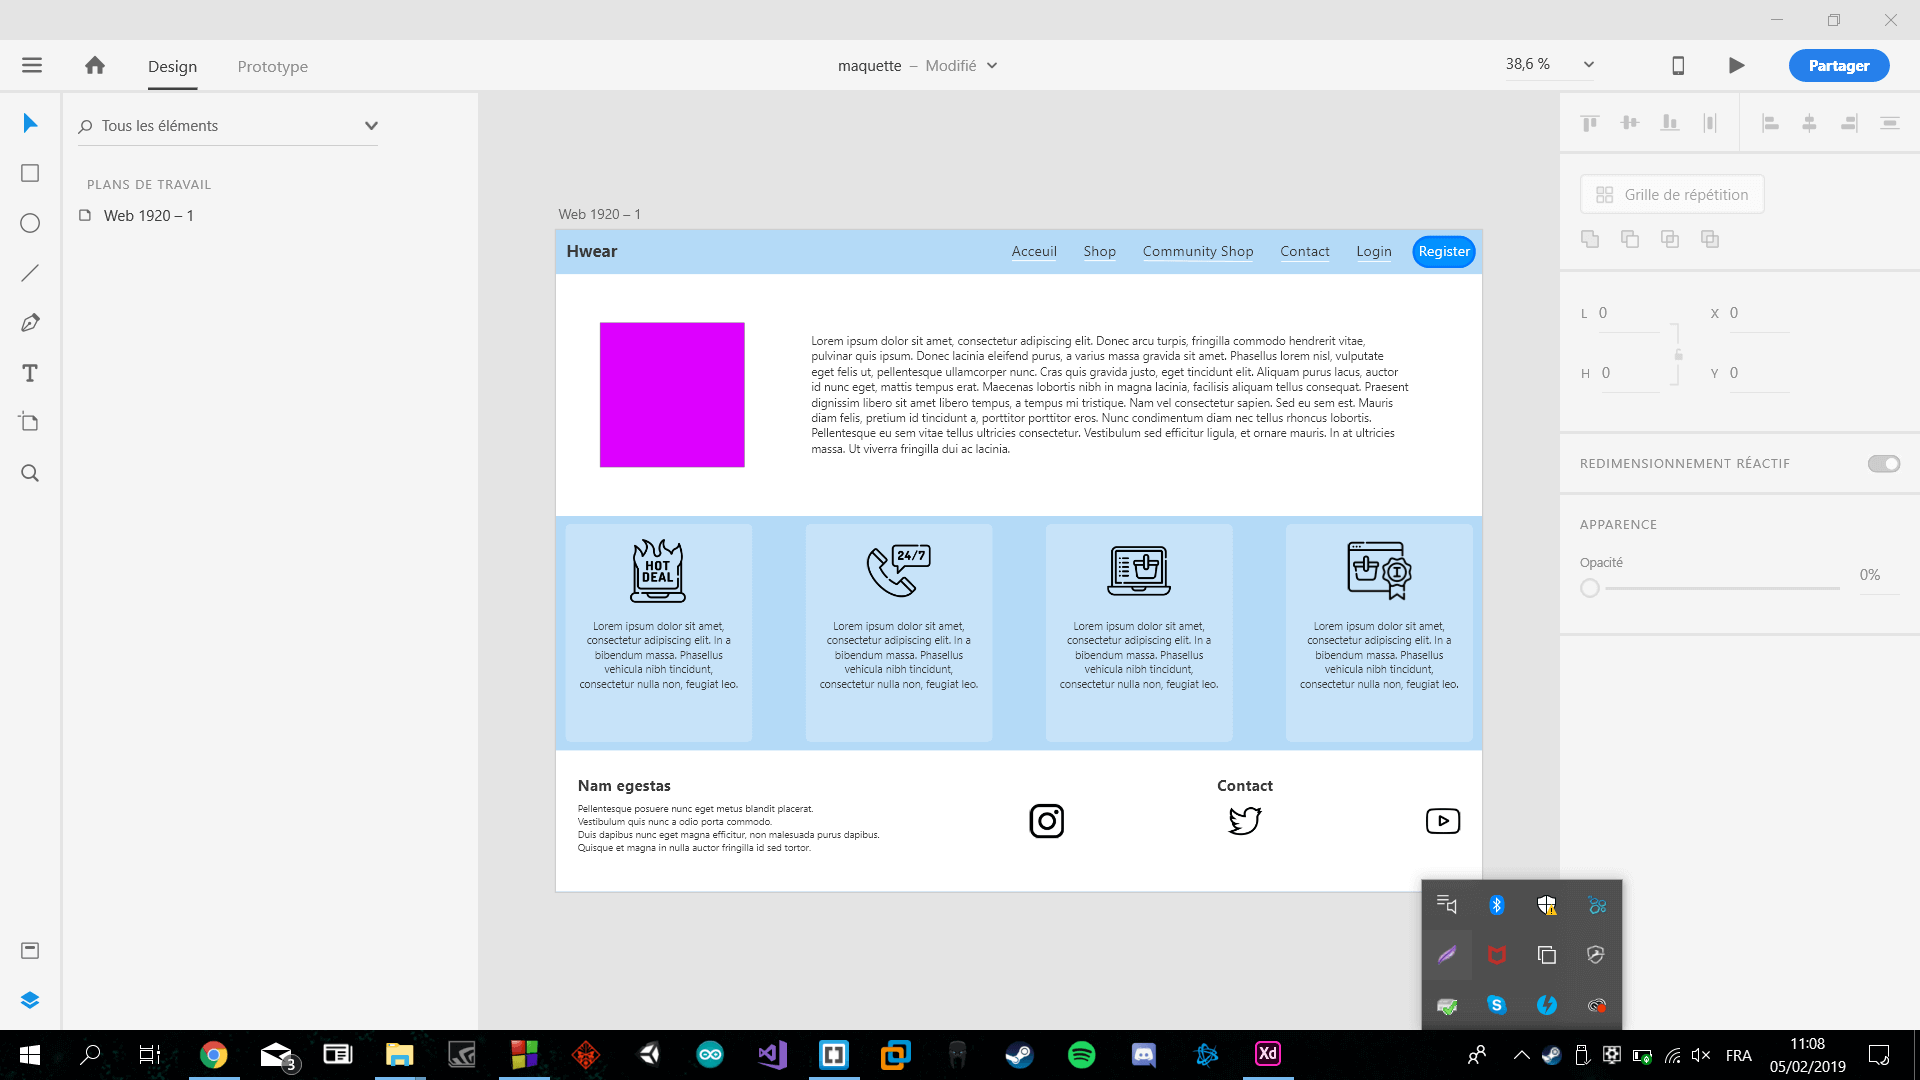 Design
Prototype
maquette – Modifié
38,6 %
Partager
Tous les éléments
PLANS DE TRAVAIL
Web 1920 – 1
Web 1920 – 1
Hwear
Acceuil
Shop
Community Shop
Contact
Login
Register
Lorem ipsum dolor sit amet, consectetur adipiscing elit. Donec arcu turpis, fringilla commodo hendrerit vitae,
pulvinar quis ipsum. Donec lacinia eleifend purus, a varius massa gravida sit amet. Phasellus lorem nisl, vulputate
eget felis ut, pellentesque ullamcorper nunc. Cras quis gravida justo, eget tincidunt elit. Aliquam purus lacus, auctor
id nunc eget, mattis tempus erat. Maecenas lobortis nibh in magna lacinia, facilisis aliquam tellus consequat. Praesent
dignissim libero sit amet libero tempus, a tempus mi tristique. Nam vel consectetur sapien. Sed eu sem est. Mauris
diam felis, pretium id tincidunt a, porttitor porttitor eros. Nunc condimentum diam nec tellus rhoncus lobortis.
Pellentesque eu sem vitae tellus ultricies consectetur. Vestibulum sed efficitur ligula, et ornare mauris. In at ultricies
massa. Ut viverra fringilla dui ac lacinia.
HOT
DEAL
Lorem ipsum dolor sit amet,
consectetur adipiscing elit. In a
bibendum massa. Phasellus
vehicula nibh tincidunt,
consectetur nulla non, feugiat leo.
24/7
Lorem ipsum dolor sit amet,
consectetur adipiscing elit. In a
bibendum massa. Phasellus
vehicula nibh tincidunt,
consectetur nulla non, feugiat leo.
Lorem ipsum dolor sit amet,
consectetur adipiscing elit. In a
bibendum massa. Phasellus
vehicula nibh tincidunt,
consectetur nulla non, feugiat leo.
Lorem ipsum dolor sit amet,
consectetur adipiscing elit. In a
bibendum massa. Phasellus
vehicula nibh tincidunt,
consectetur nulla non, feugiat leo.
Nam egestas
Pellentesque posuere nunc eget metus blandit placerat.
Vestibulum quis nunc a odio porta commodo.
Duis dapibus nunc eget magna efficitur, non malesuada purus dapibus.
Quisque et magna in nulla auctor fringilla id sed tortor.
Contact
Grille de répétition
L 0
X 0
H 0
Y 0
REDIMENSIONNEMENT RÉACTIF
APPARENCE
Opacité
0%
3
Xd
FRA
11:08
05/02/2019